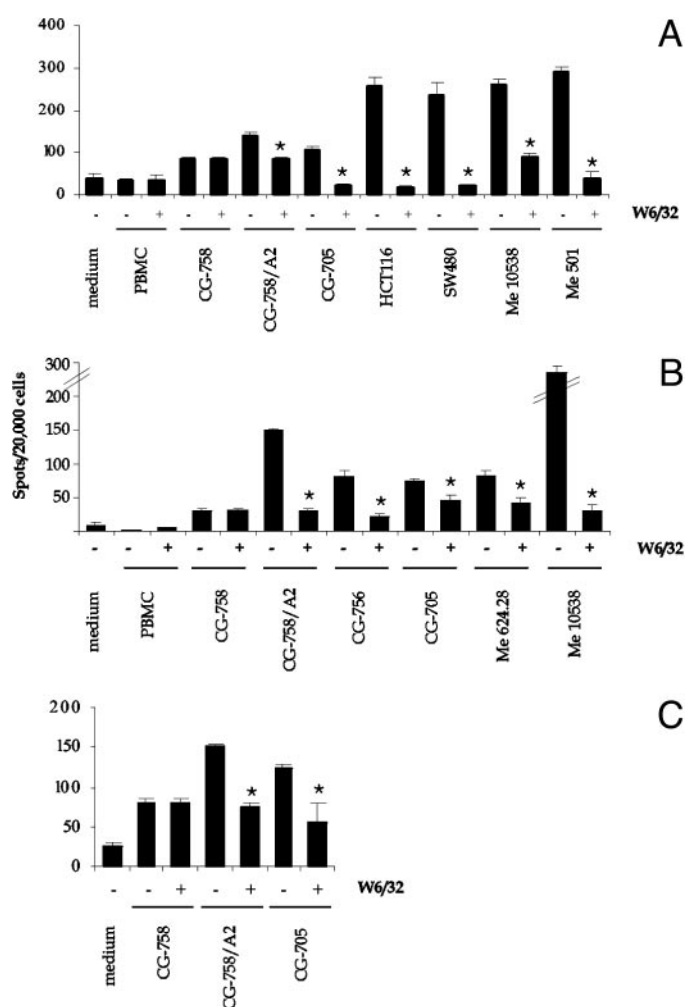 A
400
300
200
100
0
- - + - + - + - + - + - + - + - + W6/32
medium
PBMC
CG-758
CG-758/A2
CG-705
HCT116
SW480
Me 10538
Me 501
* * * * * *
B
Spots/20,000 cells
300
200
150
100
50
- - + - + - + - + - + - + - + W6/32
medium
PBMC
CG-758
CG-758/A2
CG-756
CG-705
Me 624.28
Me 10538
* * * * * *
C
200
150
100
50
0
- - + - + - + W6/32
medium
CG-758
CG-758/A2
CG-705
* *